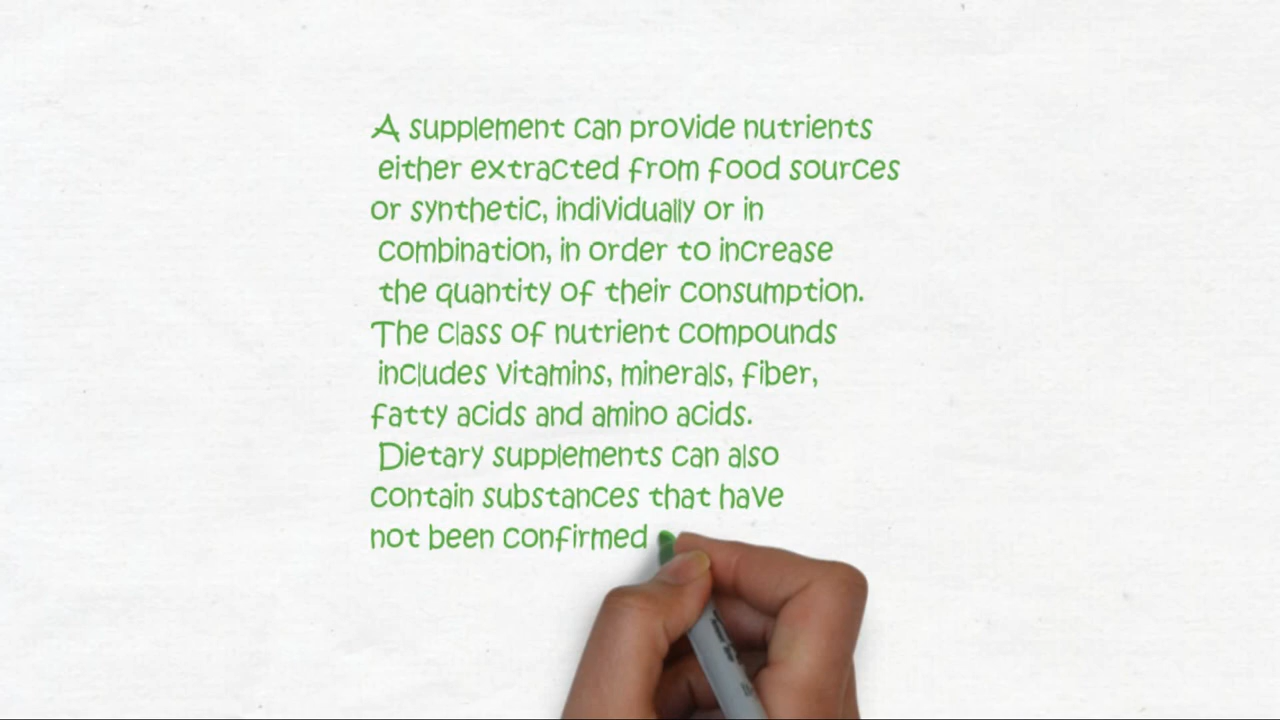 A supplement can provide nutrients
either extracted from food sources
or synthetic, individually or in
combination, in order to increase
the quantity of their consumption.
The class of nutrient compounds
includes vitamins, minerals, fiber,
fatty acids and amino acids.
Dietary supplements can also
contain substances that have
not been confirmed